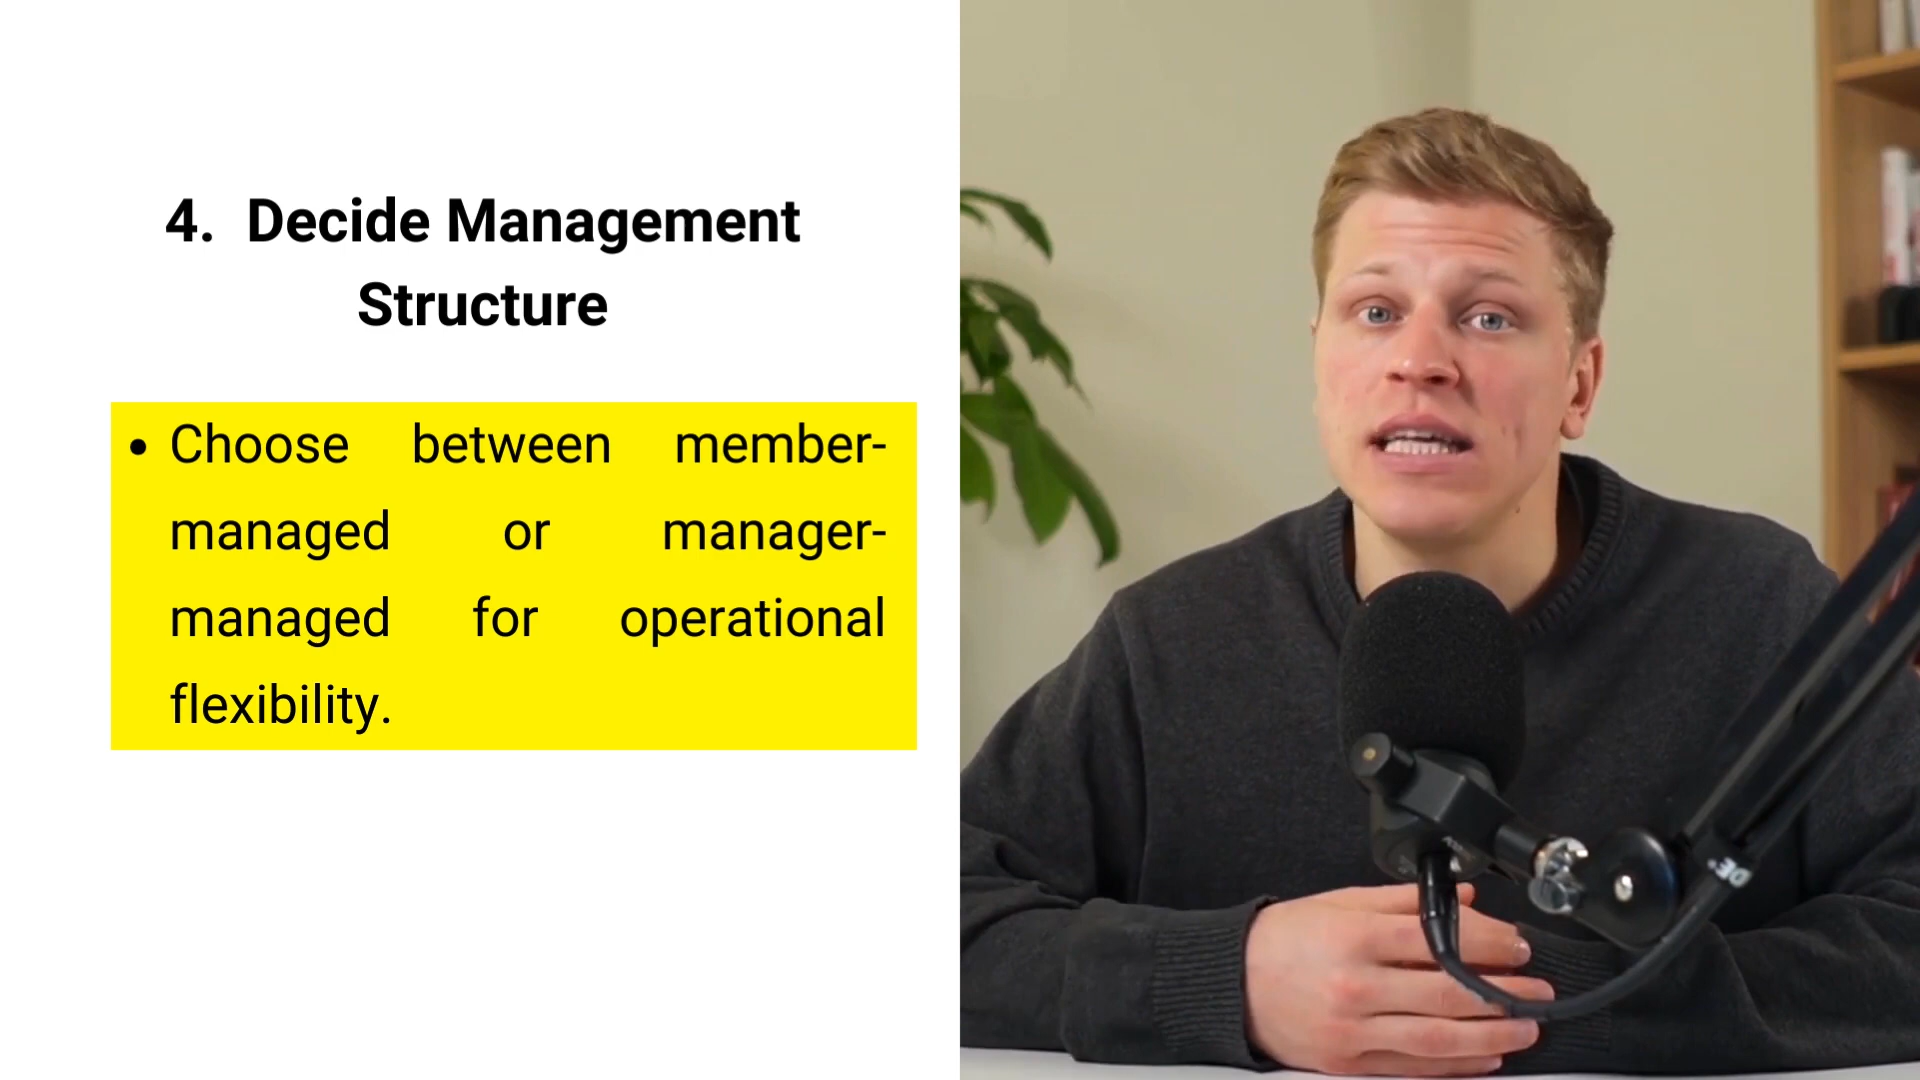 4. Decide Management
Structure
• Choose between member-
managed or manager-
managed for operational
flexibility.